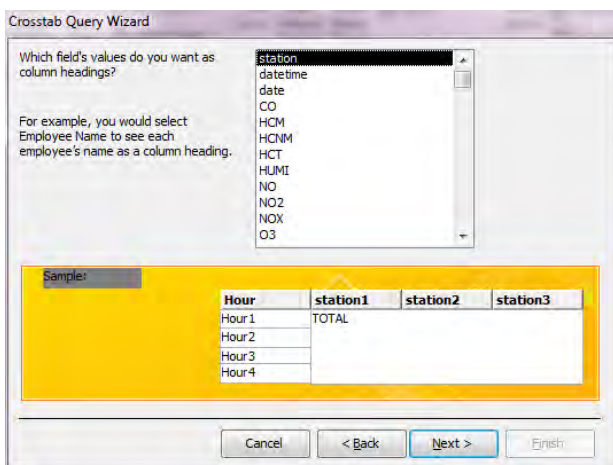 Crosstab Query Wizard
Which field's values do you want as
column headings?
For example, you would select
Employee Name to see each
employee's name as a column heading.
station
datetime
date
CO
HCM
HCNM
HCT
HUMI
NO
NO2
NOX
O3
Sample:
Hour station1 station2 station3
Hour1 TOTAL
Hour2
Hour3
Hour4
Cancel < Back Next > Finish